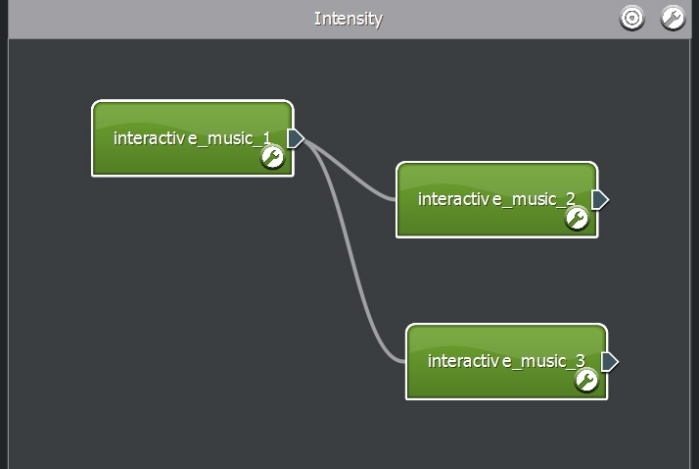 Intensity
interactive_music_1
interactive_music_2
interactive_music_3